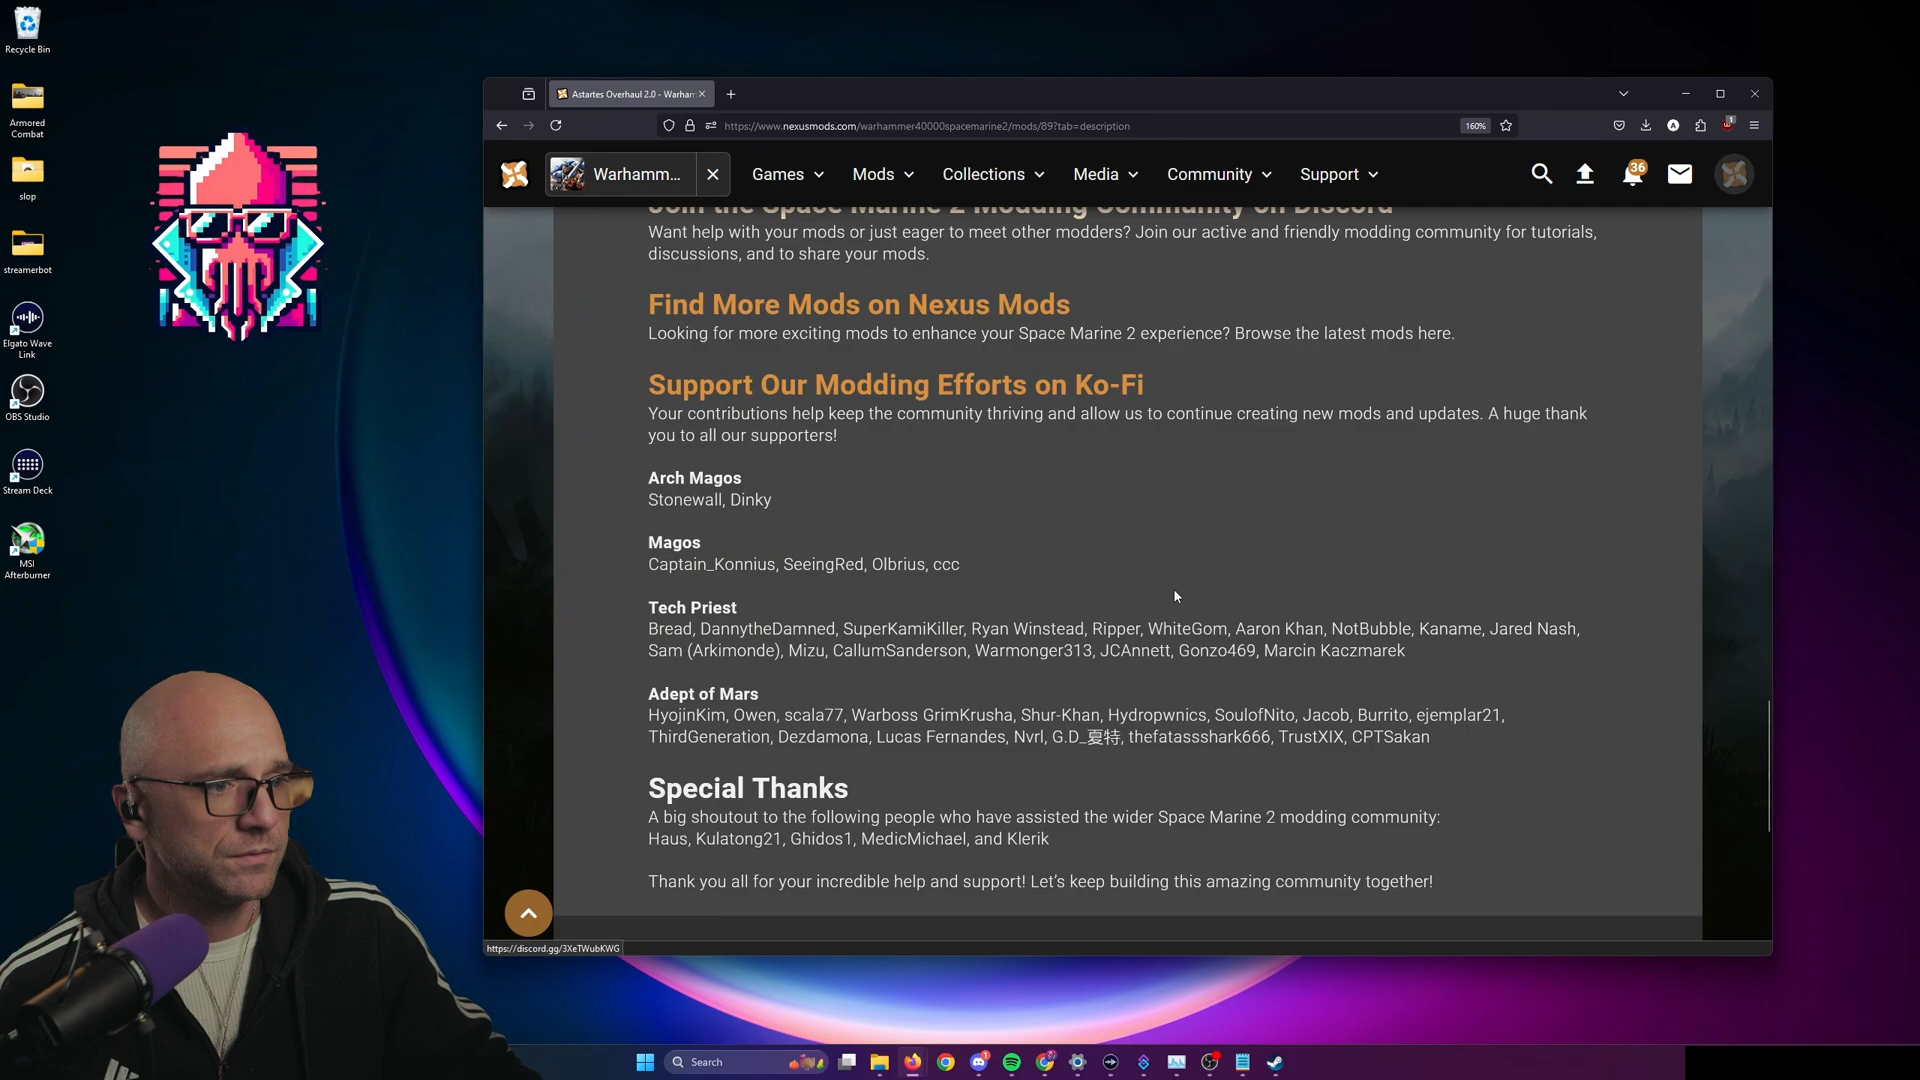 Recycle Bin
Armored
Combat
slop
streamerbot
Elgato Wave
Link
OBS Studio
Stream Deck
MSI
Afterburner
Astartes Overhaul 2.0 - Warham
https://www.nexusmods.com/warhammer40000spacemarine2/mods/89?tab=description
160%
1
Warhamm...
Games
Mods
Collections
Media
Community
Support
36
Join the Space Marine 2 Modding Community on Discord
Want help with your mods or just eager to meet other modders? Join our active and friendly modding community for tutorials,
discussions, and to share your mods.
Find More Mods on Nexus Mods
Looking for more exciting mods to enhance your Space Marine 2 experience? Browse the latest mods here.
Support Our Modding Efforts on Ko-Fi
Your contributions help keep the community thriving and allow us to continue creating new mods and updates. A huge thank
you to all our supporters!
Arch Magos
Stonewall, Dinky
Magos
Captain_Konnius, SeeingRed, Olbrius, ccc
Tech Priest
Bread, DannytheDamned, SuperKamiKiller, Ryan Winstead, Ripper, WhiteGom, Aaron Khan, NotBubble, Kaname, Jared Nash,
Sam (Arkimonde), Mizu, CallumSanderson, Warmonger313, JCAnnett, Gonzo469, Marcin Kaczmarek
Adept of Mars
HyojinKim, Owen, scala77, Warboss GrimKrusha, Shur-Khan, Hydropwnics, SoulofNito, Jacob, Burrito, ejemplar21,
ThirdGeneration, Dezdamona, Lucas Fernandes, Nvrl, G.D_夏特, thefatassshark666, TrustXIX, CPTSakan
Special Thanks
A big shoutout to the following people who have assisted the wider Space Marine 2 modding community:
Haus, Kulatong21, Ghidos1, MedicMichael, and Klerik
Thank you all for your incredible help and support! Let's keep building this amazing community together!
https://discord.gg/3XeTWubKWG
Search